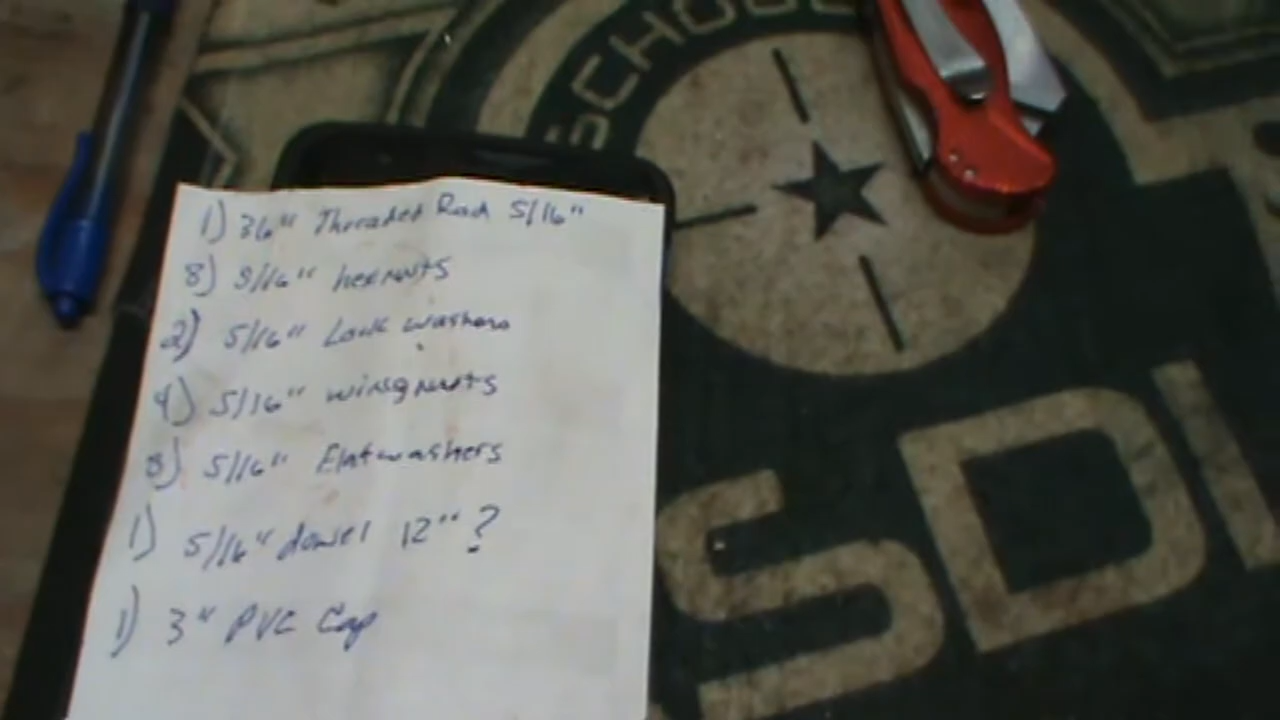 SCHOO
1) 36" Threaded Rod 5/16"
8) 5/16" hexnuts
2) 5/16" Lock washers
4) 5/16" wingnuts
8) 5/16" Flatwashers
1) 5/16" dowel 12" ?
1) 3" PVC Cap
SDI